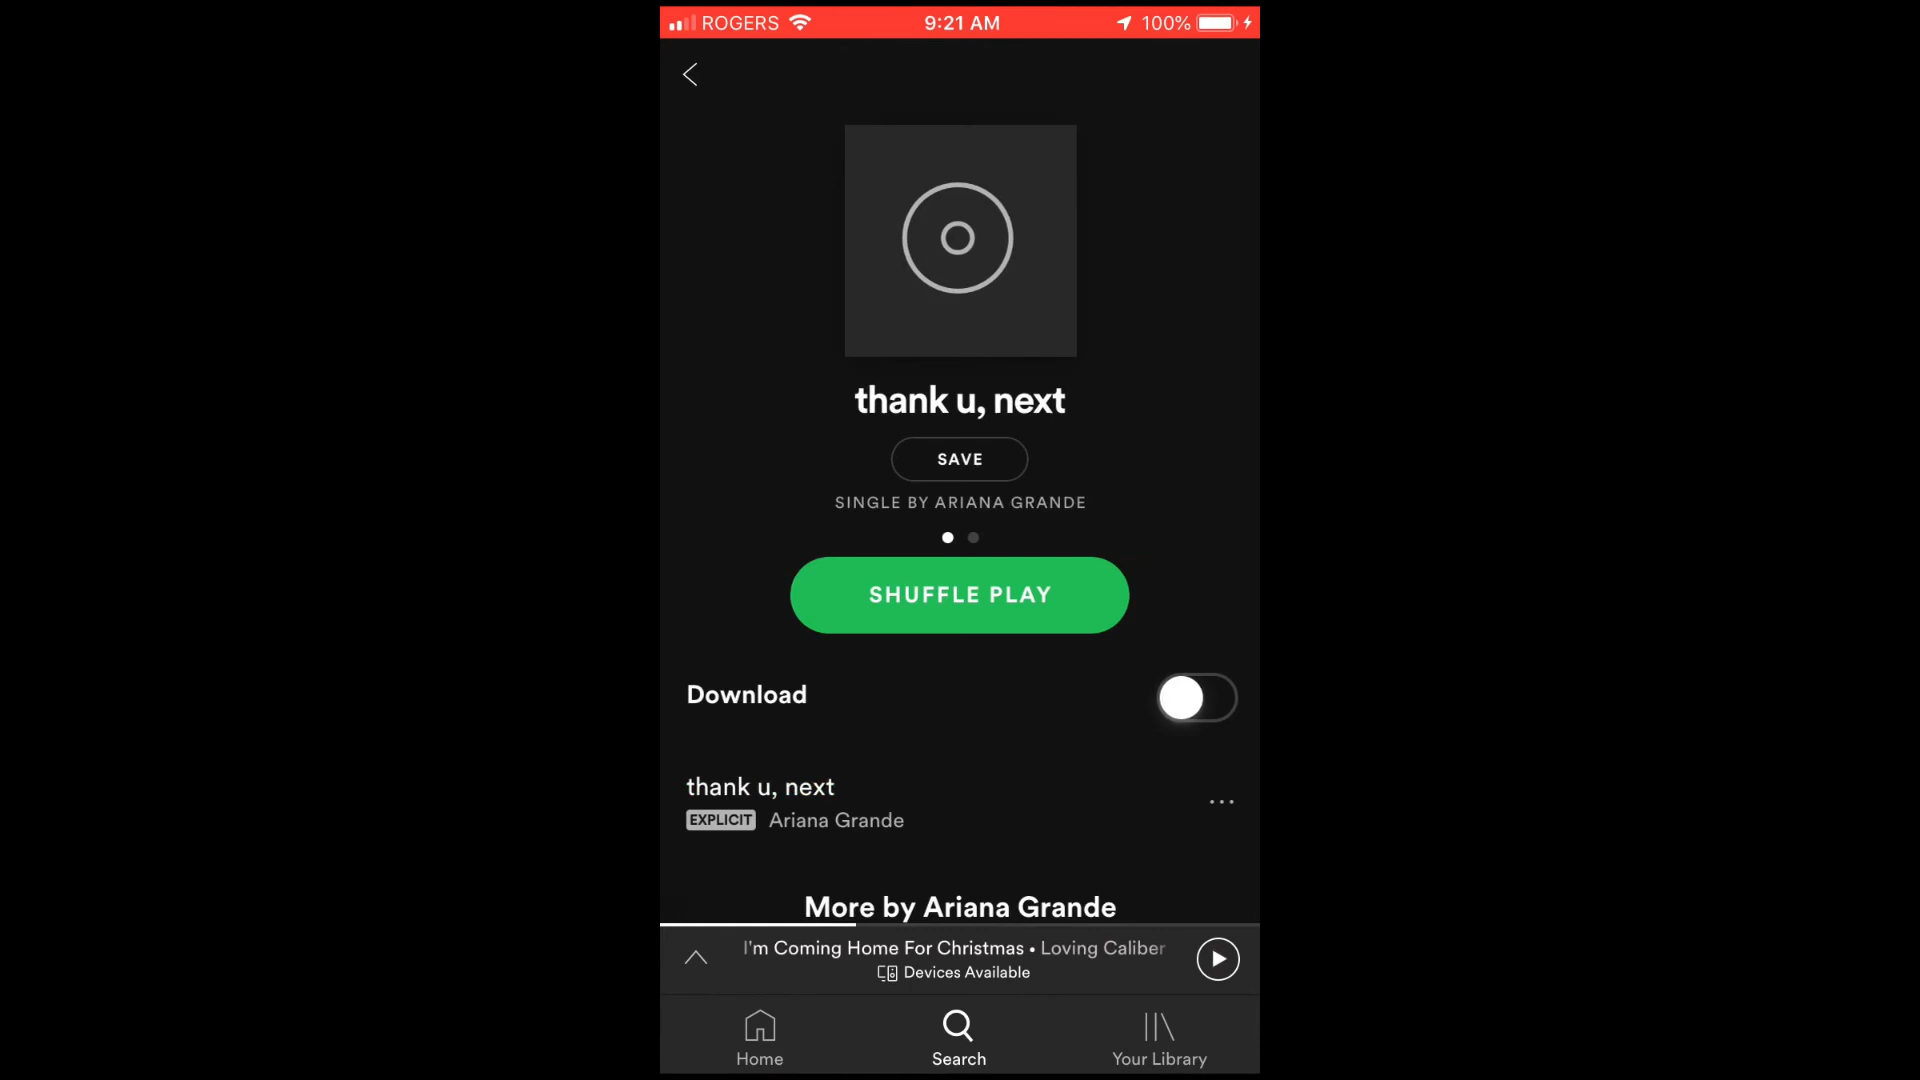 ROGERS 9:21 AM 100%
thank u, next
SAVE
SINGLE BY ARIANA GRANDE
SHUFFLE PLAY
Download
thank u, next
EXPLICIT Ariana Grande
More by Ariana Grande
I'm Coming Home For Christmas • Loving Caliber
Devices Available
Home Search Your Library